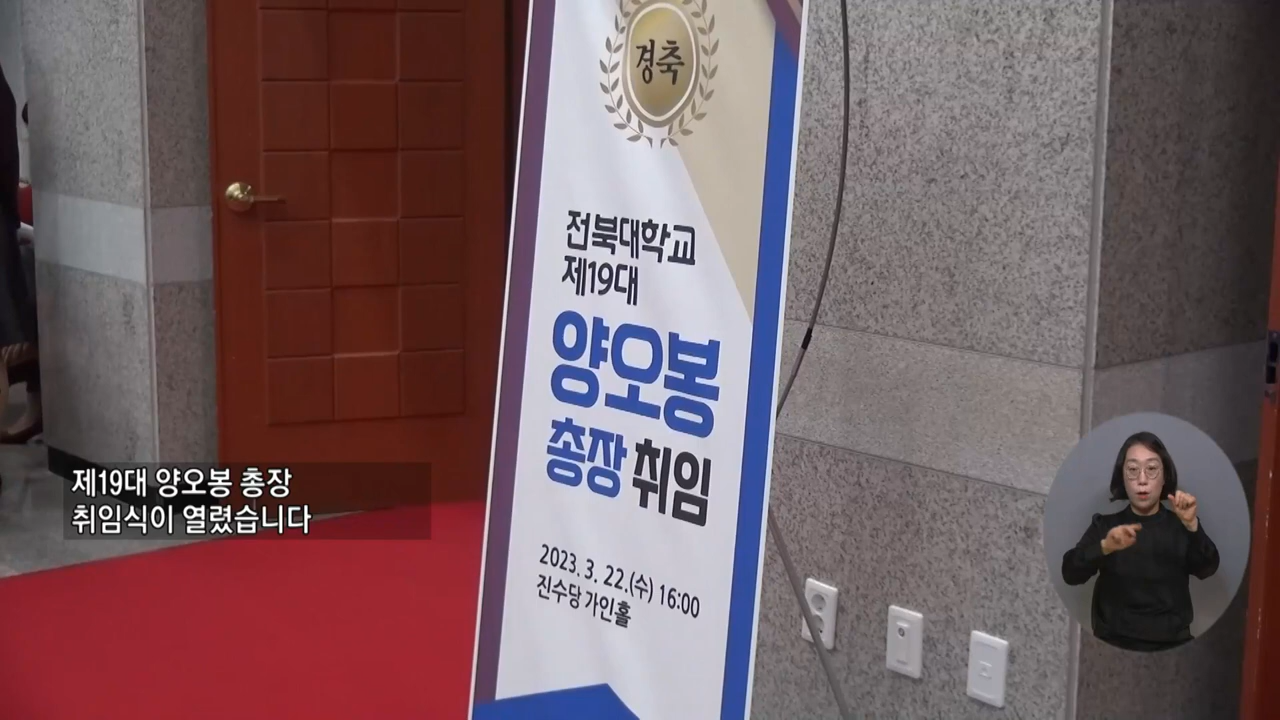 경축
전북대학교
제19대
양오봉
총장 취임
2023. 3. 22.(수) 16:00
진수당 가인홀
제19대 양오봉 총장
취임식이 열렸습니다